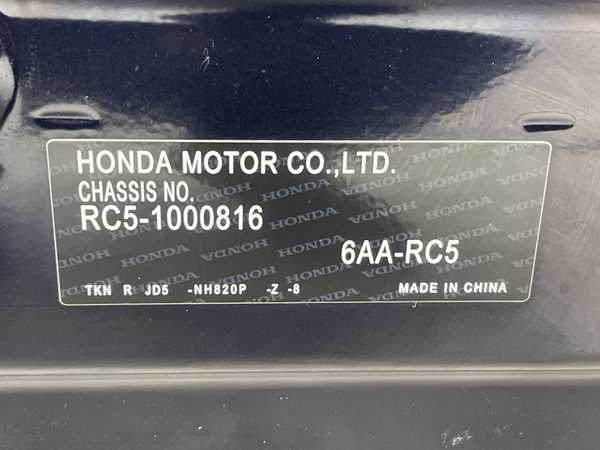 HONDA MOTOR CO.,LTD.
CHASSIS NO.
RC5-1000816
6AA-RC5
TKN R JD5 -NH820P -Z -8 MADE IN CHINA